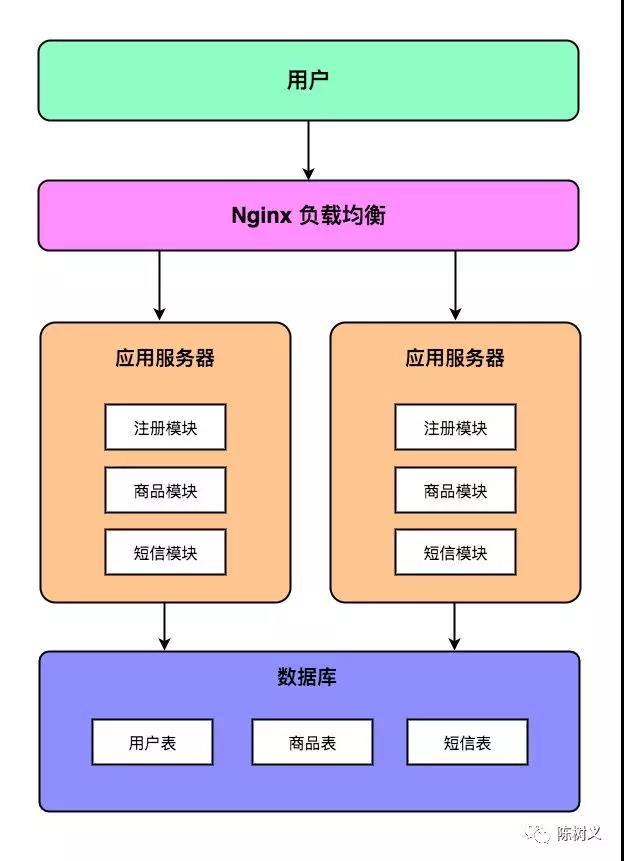 用户
Nginx 负载均衡
应用服务器
注册模块
商品模块
短信模块
应用服务器
注册模块
商品模块
短信模块
数据库
用户表
商品表
短信表
陈树义